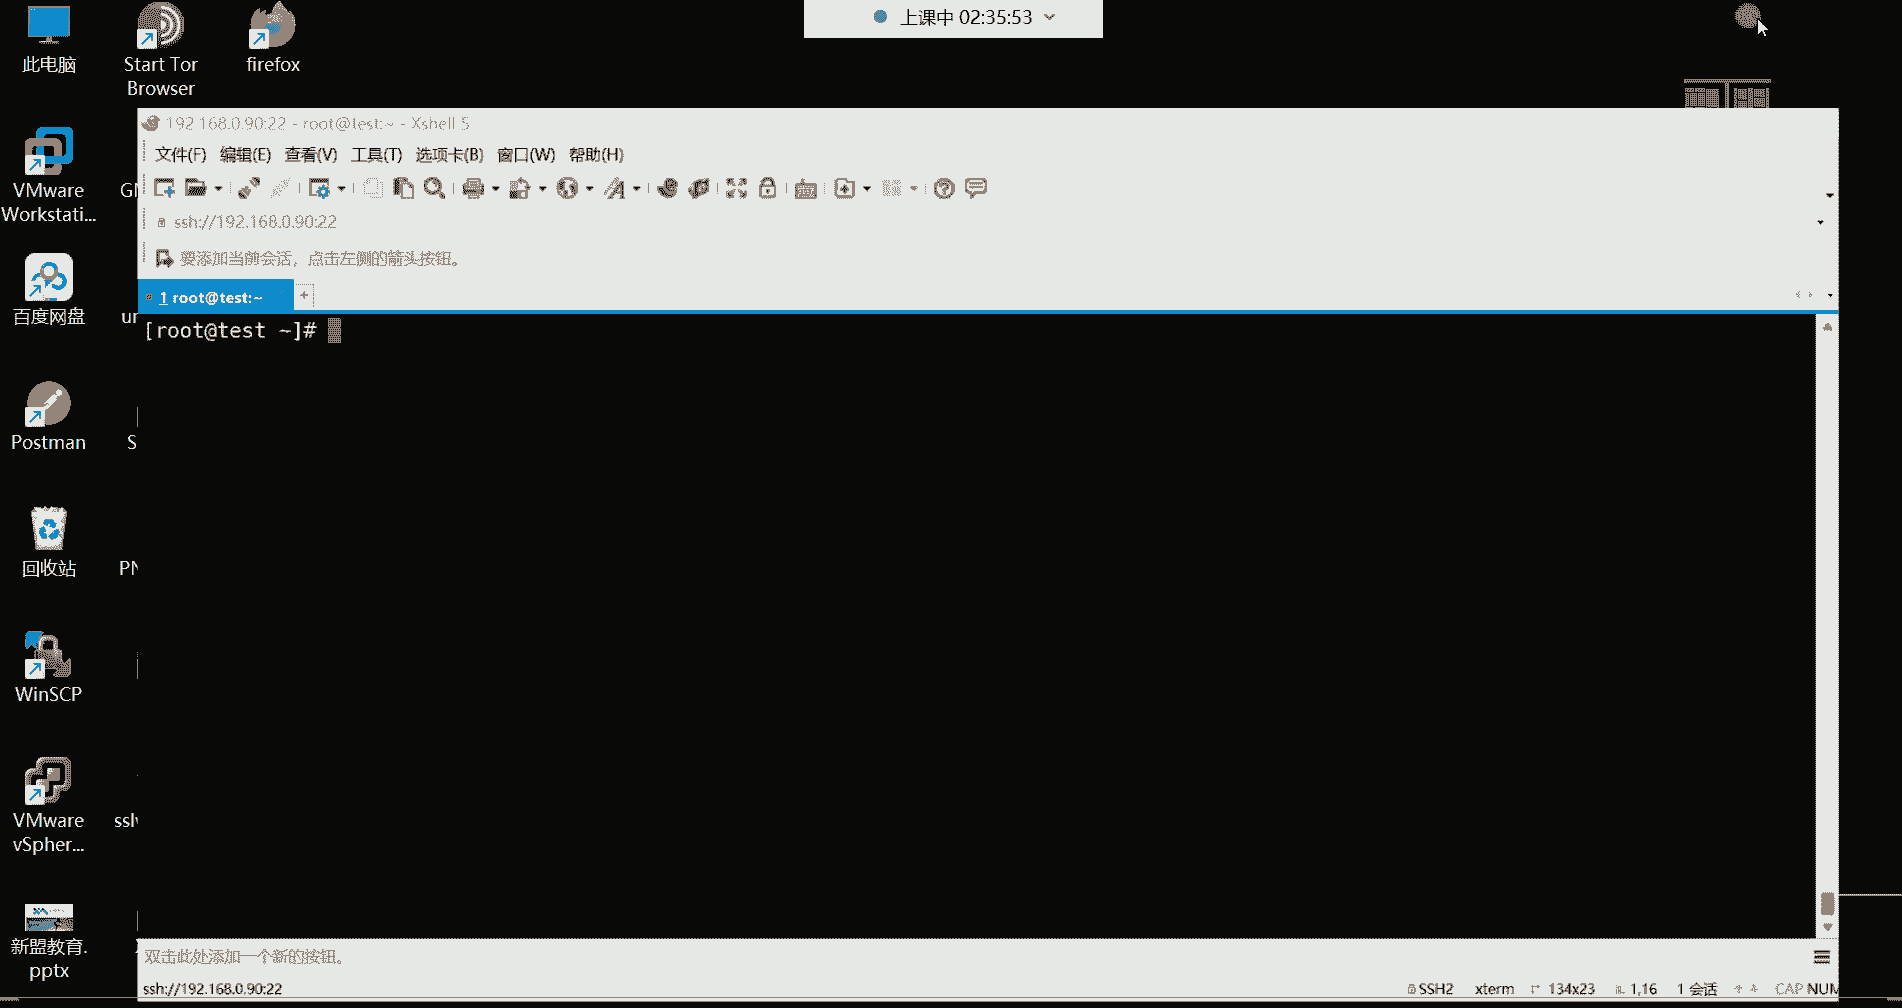 上课中 02:35:53
此电脑
Start Tor
Browser
firefox
192.168.0.90:22 - root@test:~ - Xshell 5
文件(F) 编辑(E) 查看(V) 工具(T) 选项卡(B) 窗口(W) 帮助(H)
VMware
Workstati...
ssh://192.168.0.90:22
要添加当前会话，点击左侧的箭头按钮。
1 root@test:~
+
百度网盘
[root@test ~]#
Postman
S
回收站
PN
WinSCP
VMware
vSpher...
新盟教育.
pptx
双击此处添加一个新的按钮。
ssh://192.168.0.90:22
SSH2 xterm 134x23 1,16 1 会话 CAP NUM